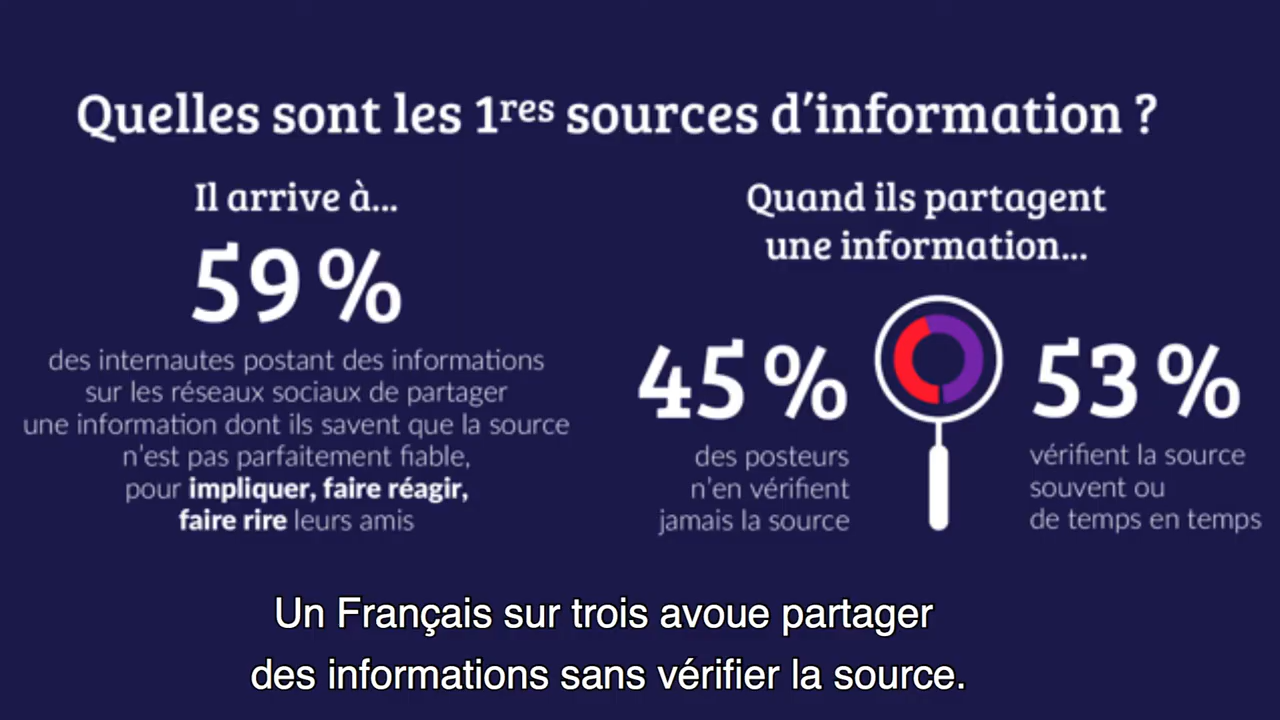 Quelles sont les 1res sources d’information ?
Il arrive à...
59 %
des internautes postant des informations
sur les réseaux sociaux de partager
une information dont ils savent que la source
n’est pas parfaitement fiable,
pour impliquer, faire réagir,
faire rire leurs amis
Quand ils partagent
une information...
45 %
des posteurs
n’en vérifient
jamais la source
53 %
vérifient la source
souvent ou
de temps en temps
Un Français sur trois avoue partager
des informations sans vérifier la source.